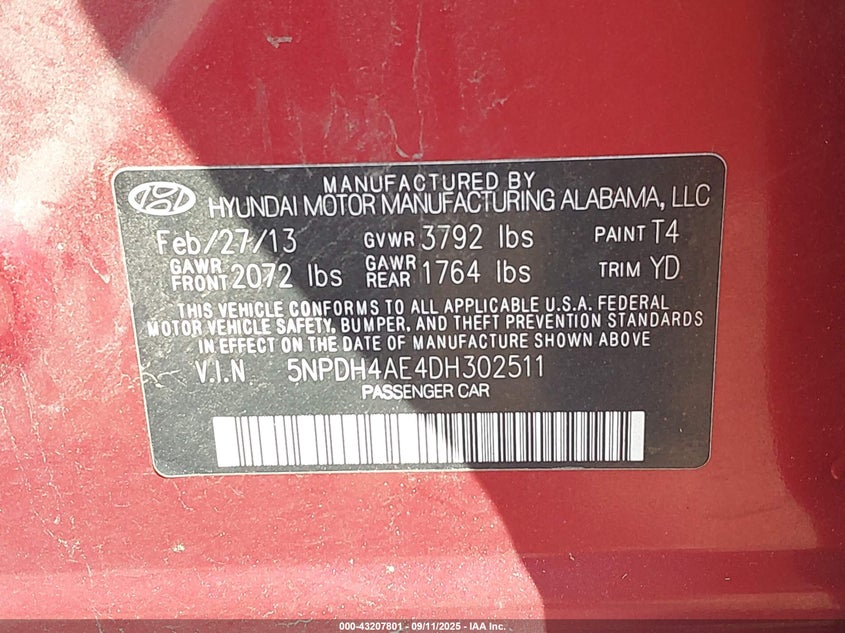 MANUFACTURED BY
HYUNDAI MOTOR MANUFACTURING ALABAMA, LLC
Feb/27/13 GVWR 3792 lbs PAINT T4
GAWR FRONT 2072 lbs GAWR REAR 1764 lbs TRIM YD
THIS VEHICLE CONFORMS TO ALL APPLICABLE U.S.A. FEDERAL
MOTOR VEHICLE SAFETY, BUMPER, AND THEFT PREVENTION STANDARDS
IN EFFECT ON THE DATE OF MANUFACTURE SHOWN ABOVE
V.I.N. 5NPDH4AE4DH302511
PASSENGER CAR
000-43207801 - 09/11/2025 - IAA Inc.